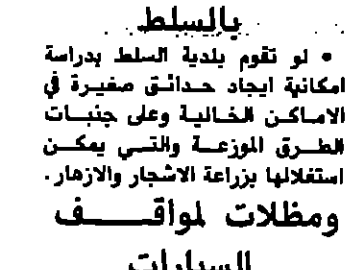 بالسلط
• لو تقوم بلدية السلط بدراسة
امكانية ايجاد حدائق صغيرة في
الاماكن الخالية وعلى جنبات
الطرق الموزعة والتي يمكن
استغلالها بزراعة الاشجار والازهار.
ومظلات لمواقف
السيارات